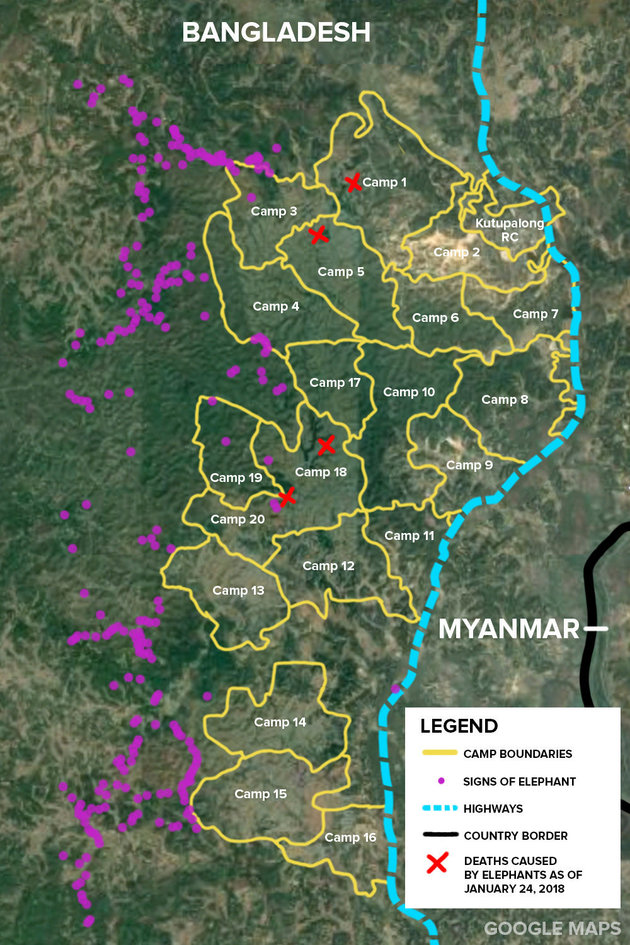 BANGLADESH
Camp 1
Camp 3
Kutupalong
RC
Camp 2
Camp 5
Camp 4
Camp 6
Camp 7
Camp 17
Camp 10
Camp 8
Camp 9
Camp 18
Camp 19
Camp 20
Camp 11
Camp 12
Camp 13
MYANMAR
Camp 14
Camp 15
Camp 16
LEGEND
CAMP BOUNDARIES
SIGNS OF ELEPHANT
HIGHWAYS
COUNTRY BORDER
DEATHS CAUSED
BY ELEPHANTS AS OF
JANUARY 24, 2018
GOOGLE MAPS